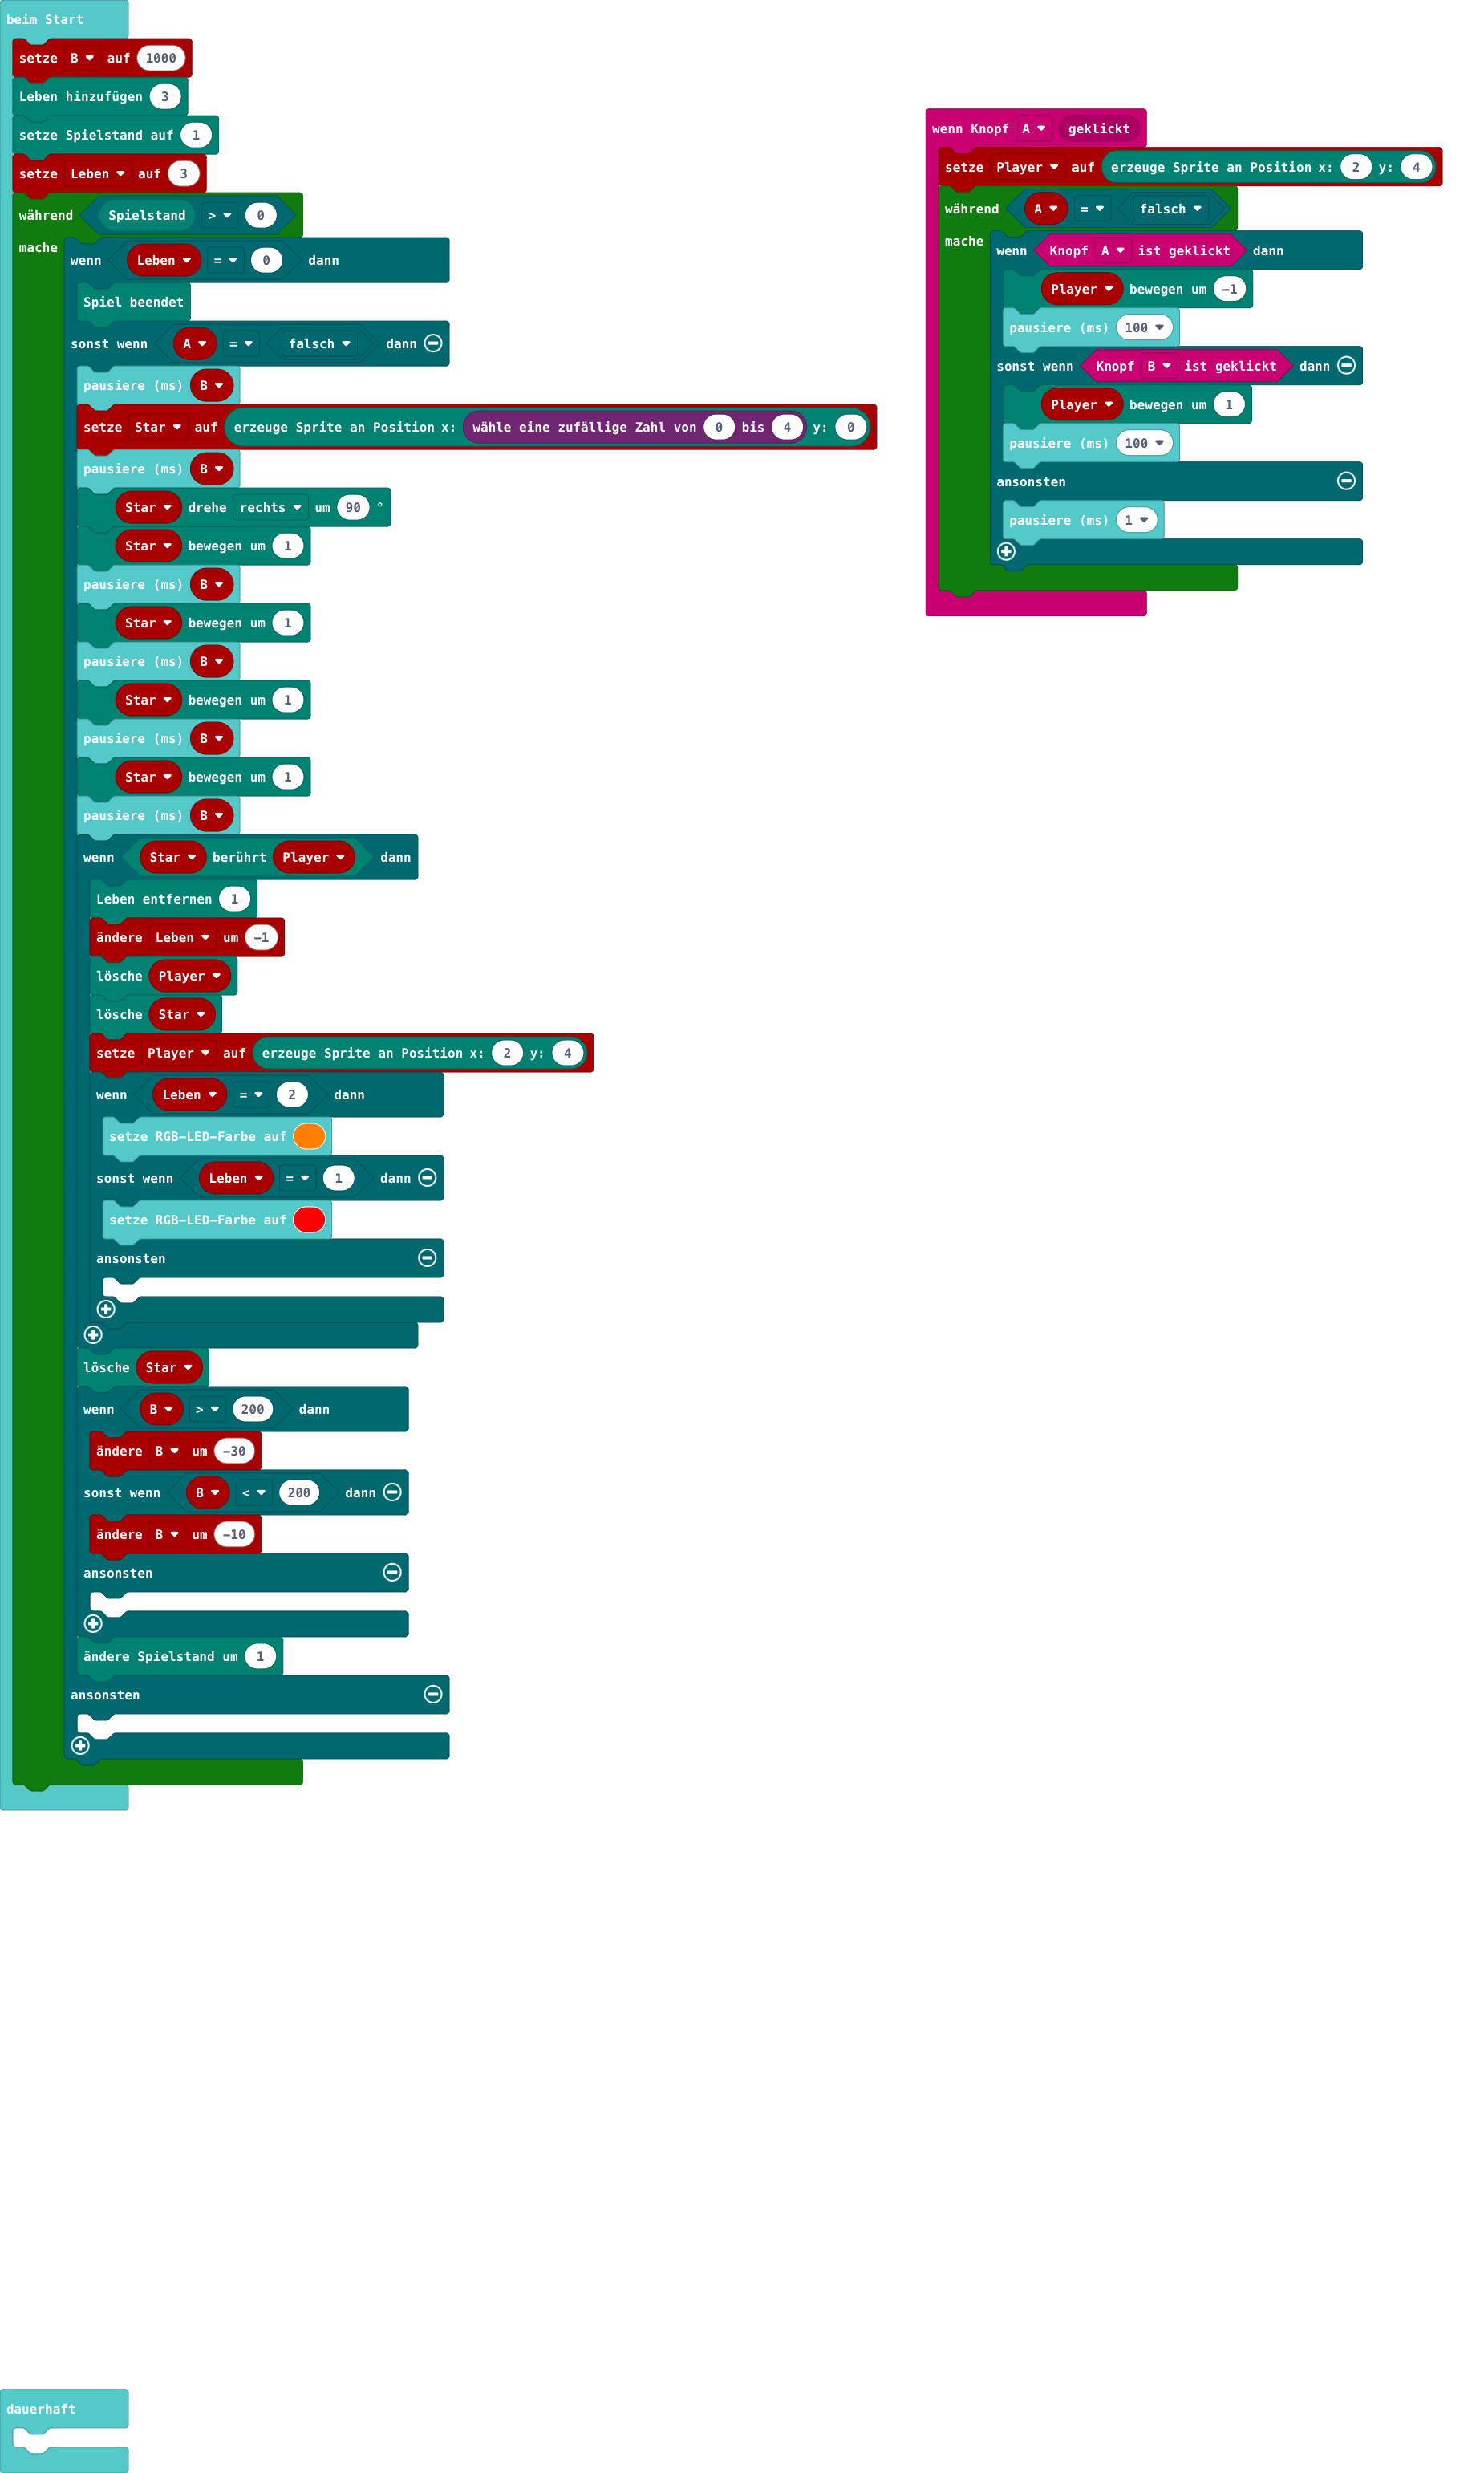 beim Start
setze B auf 1000
Leben hinzufügen 3
setze Spielstand auf 1
setze Leben auf 3
während Spielstand > 0
mache
wenn Leben = 0 dann
Spiel beendet
sonst wenn A = falsch dann
pausiere (ms) B
setze Star auf erzeuge Sprite an Position x: wähle eine zufällige Zahl von 0 bis 4 y: 0
pausiere (ms) B
Star drehe rechts um 90 °
Star bewegen um 1
pausiere (ms) B
Star bewegen um 1
pausiere (ms) B
Star bewegen um 1
pausiere (ms) B
Star bewegen um 1
pausiere (ms) B
wenn Star berührt Player dann
Leben entfernen 1
ändere Leben um -1
lösche Player
lösche Star
setze Player auf erzeuge Sprite an Position x: 2 y: 4
wenn Leben = 2 dann
setze RGB-LED-Farbe auf
sonst wenn Leben = 1 dann
setze RGB-LED-Farbe auf
ansonsten
lösche Star
wenn B > 200 dann
ändere B um -30
sonst wenn B < 200 dann
ändere B um -10
ansonsten
ändere Spielstand um 1
ansonsten
wenn Knopf A geklickt
setze Player auf erzeuge Sprite an Position x: 2 y: 4
während A = falsch
mache
wenn Knopf A ist geklickt dann
Player bewegen um -1
pausiere (ms) 100
sonst wenn Knopf B ist geklickt dann
Player bewegen um 1
pausiere (ms) 100
ansonsten
pausiere (ms) 1
dauerhaft